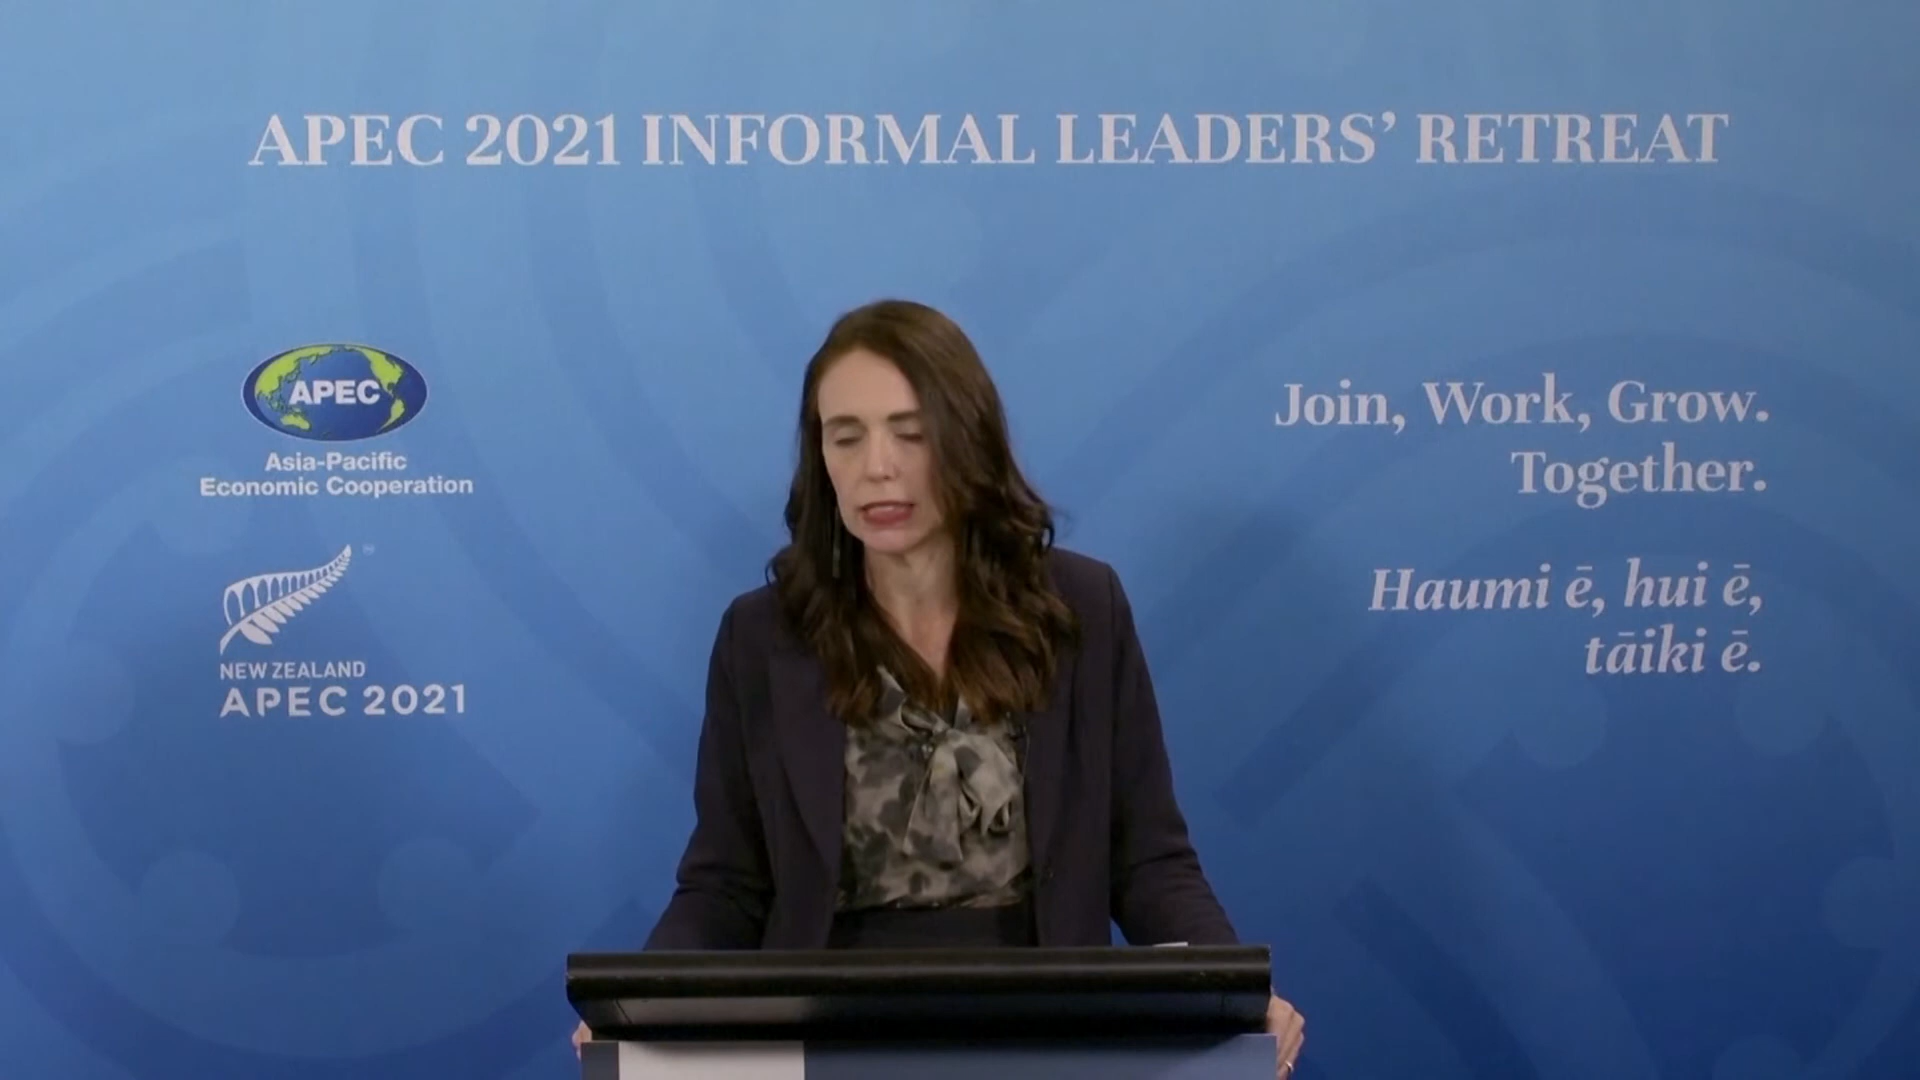 APEC 2021 INFORMAL LEADERS’ RETREAT
APEC
Asia-Pacific
Economic Cooperation
NEW ZEALAND
APEC 2021
Join, Work, Grow.
Together.
Haumi ē, hui ē,
tāiki ē.